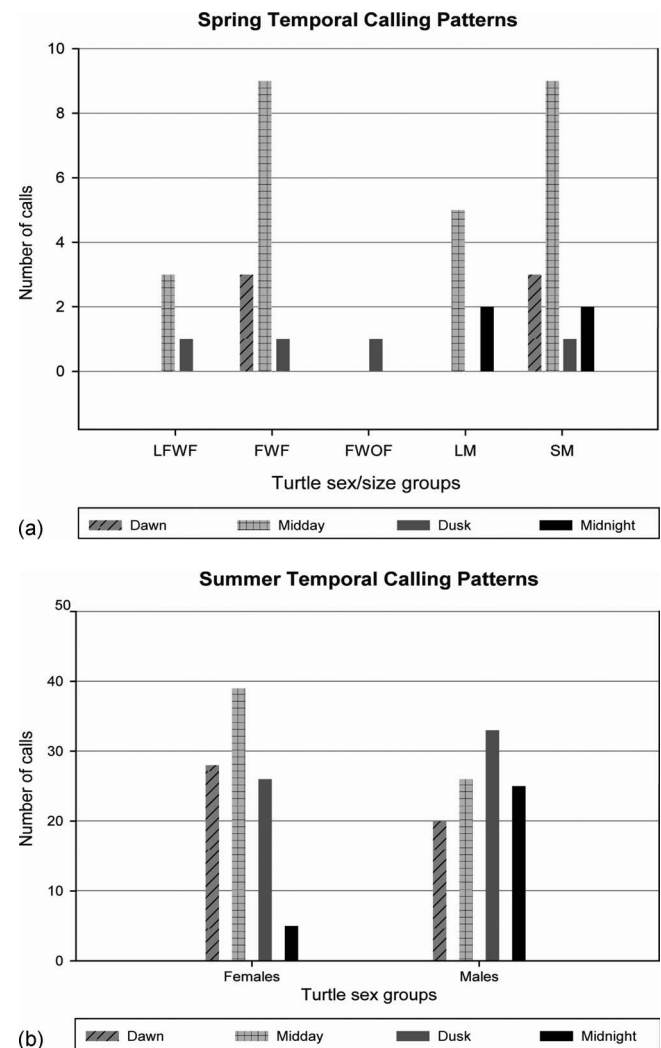 Spring Temporal Calling Patterns
10
8
6
4
2
0
Number of calls
LFWF FWF FWOF LM SM
Turtle sex/size groups
(a) Dawn Midday Dusk Midnight
Summer Temporal Calling Patterns
50
40
30
20
10
0
Number of calls
Females Males
Turtle sex groups
(b) Dawn Midday Dusk Midnight